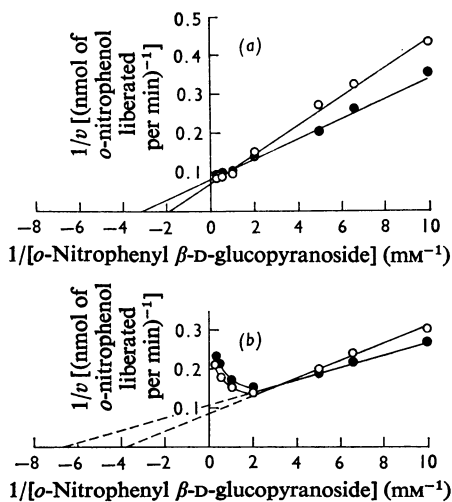 1/v [(nmol of
o-nitrophenol
liberated
per min)⁻¹]
0.5
0.4
0.3
0.2
0.1
(a)
−8 −6 −4 −2 0 2 4 6 8 10
1/[o-Nitrophenyl β-D-glucopyranoside] (mM⁻¹)
1/v [(nmol of
o-nitrophenol
liberated
per min)⁻¹]
0.3
0.2
0.1
(b)
−8 −6 −4 −2 0 2 4 6 8 10
1/[o-Nitrophenyl β-D-glucopyranoside] (mM⁻¹)